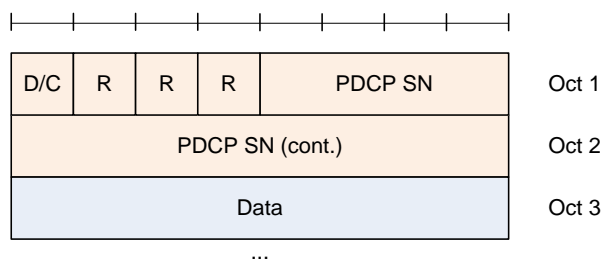 D/C R R R PDCP SN Oct 1
PDCP SN (cont.) Oct 2
Data Oct 3
...